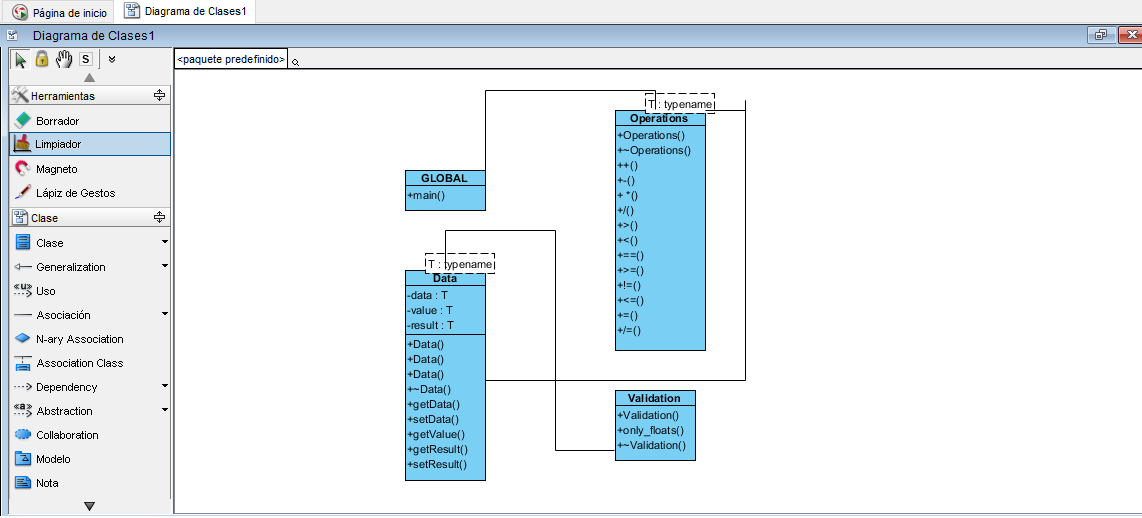 Página de inicio
Diagrama de Clases1
Diagrama de Clases1
S
<paquete predefinido>
Herramientas
Borrador
Limpiador
Magneto
Lápiz de Gestos
Clase
Clase
Generalization
<<u>> Uso
Asociación
N-ary Association
Association Class
Dependency
<<a>> Abstraction
Collaboration
Modelo
Nota
GLOBAL
+main()
T : typename
Operations
+Operations()
+~Operations()
++()
+-()
+ *()
+/()
+>()
+<()
+==()
+>=()
+!=()
+<=()
+=()
+/=()
T : typename
Data
-data : T
-value : T
-result : T
+Data()
+Data()
+Data()
+~Data()
+getData()
+setData()
+getValue()
+getResult()
+setResult()
Validation
+Validation()
+only_floats()
+~Validation()